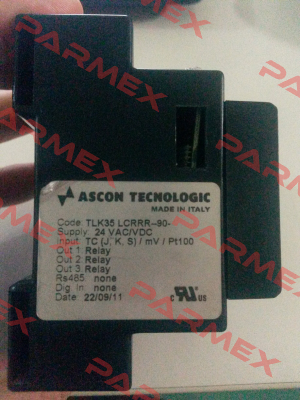 PARMEX
ASCON TECNOLOGIC
MADE IN ITALY
Code: TLK35 LCRRR--90-
Supply: 24 VAC/VDC
Input: TC (J, K, S) / mV / Pt100
Out 1: Relay
Out 2: Relay
Out 3: Relay
Rs485: none
Dig In: none
Date: 22/09/11
C US
PARMEX
PARMEX